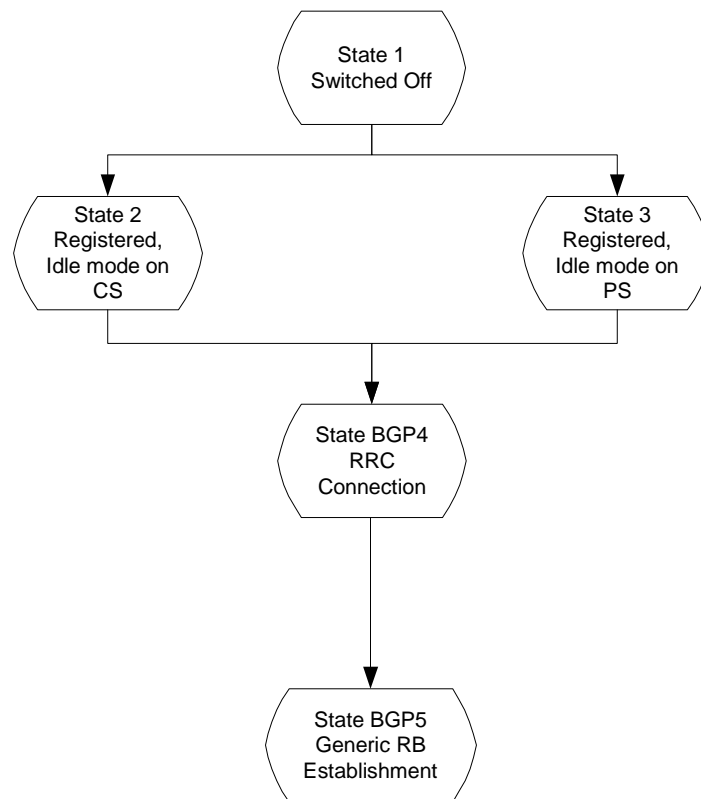 State 1
Switched Off
State 2
Registered,
Idle mode on
CS
State 3
Registered,
Idle mode on
PS
State BGP4
RRC
Connection
State BGP5
Generic RB
Establishment